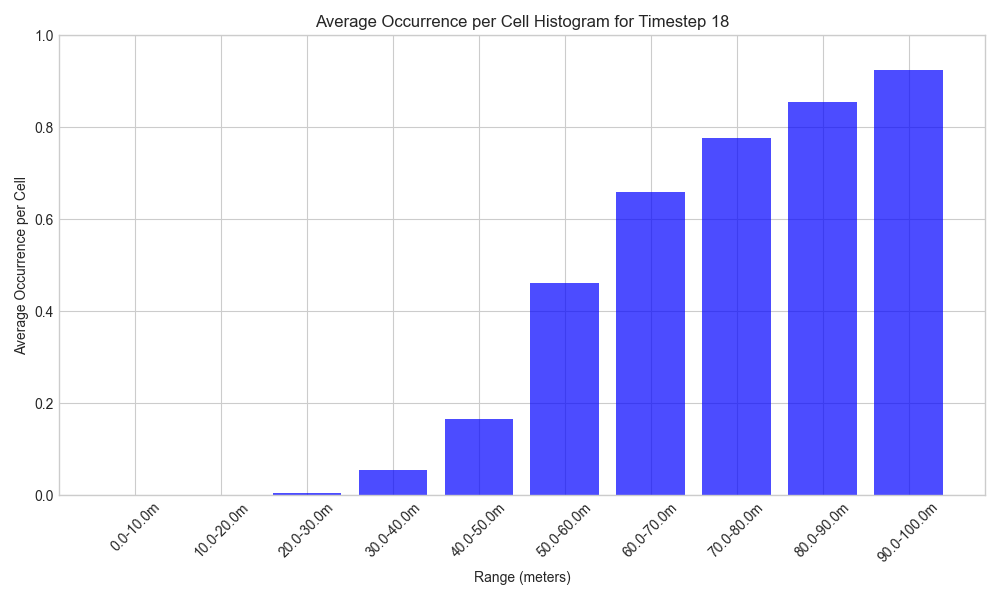 Average Occurrence per Cell Histogram for Timestep 18
Average Occurrence per Cell
1.0
0.8
0.6
0.4
0.2
0.0
0.0-10.0m
10.0-20.0m
20.0-30.0m
30.0-40.0m
40.0-50.0m
50.0-60.0m
60.0-70.0m
70.0-80.0m
80.0-90.0m
90.0-100.0m
Range (meters)